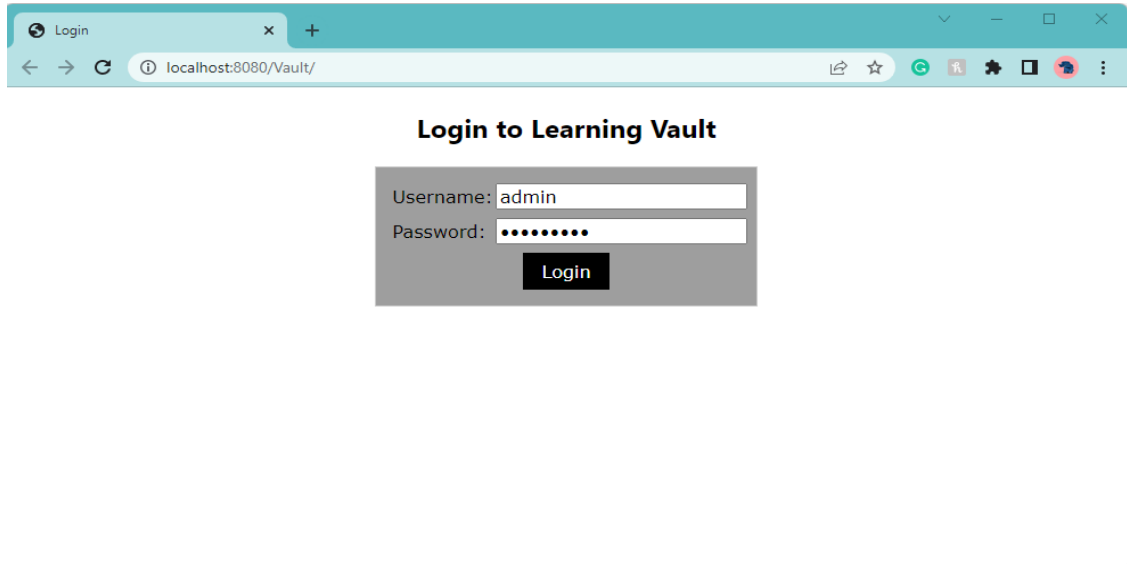 Login
localhost:8080/Vault/
Login to Learning Vault
Username: admin
Password: •••••••••
Login